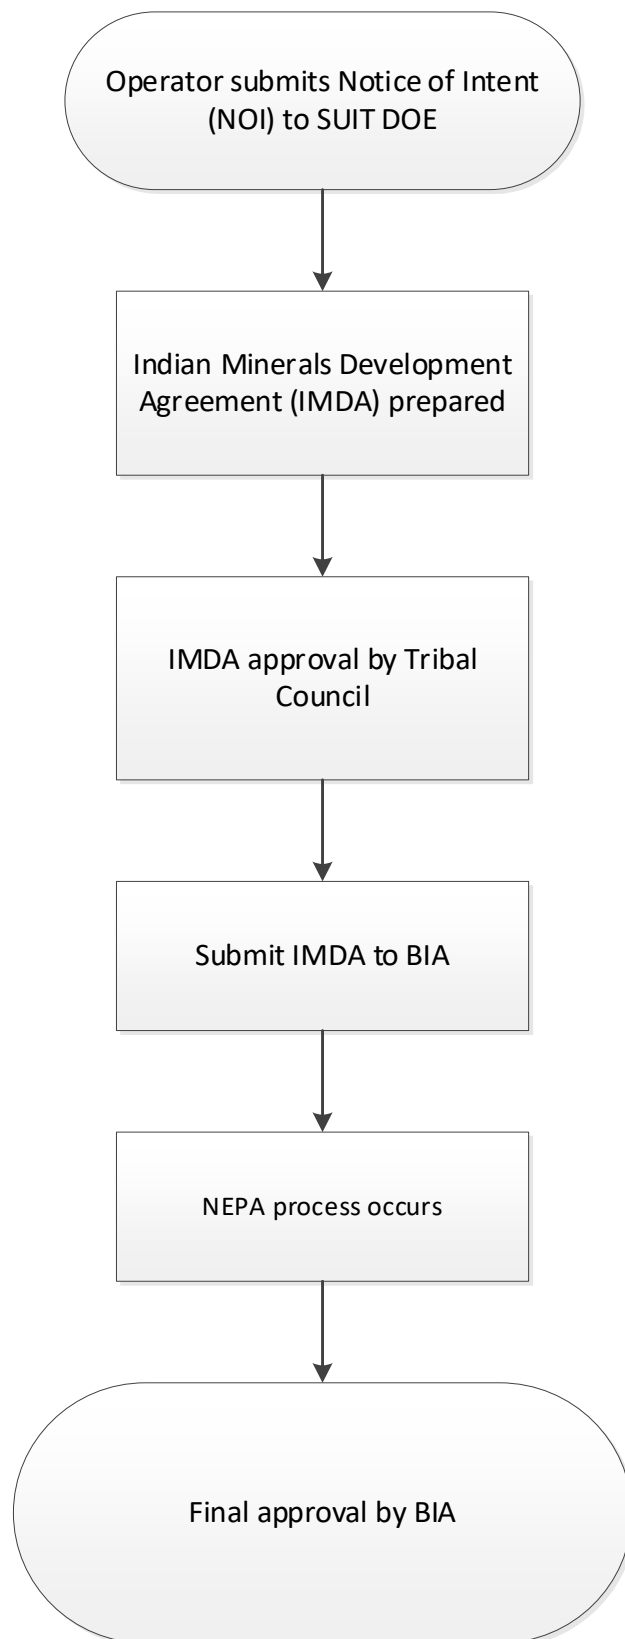 Operator submits Notice of Intent
(NOI) to SUIT DOE
Indian Minerals Development
Agreement (IMDA) prepared
IMDA approval by Tribal
Council
Submit IMDA to BIA
NEPA process occurs
Final approval by BIA